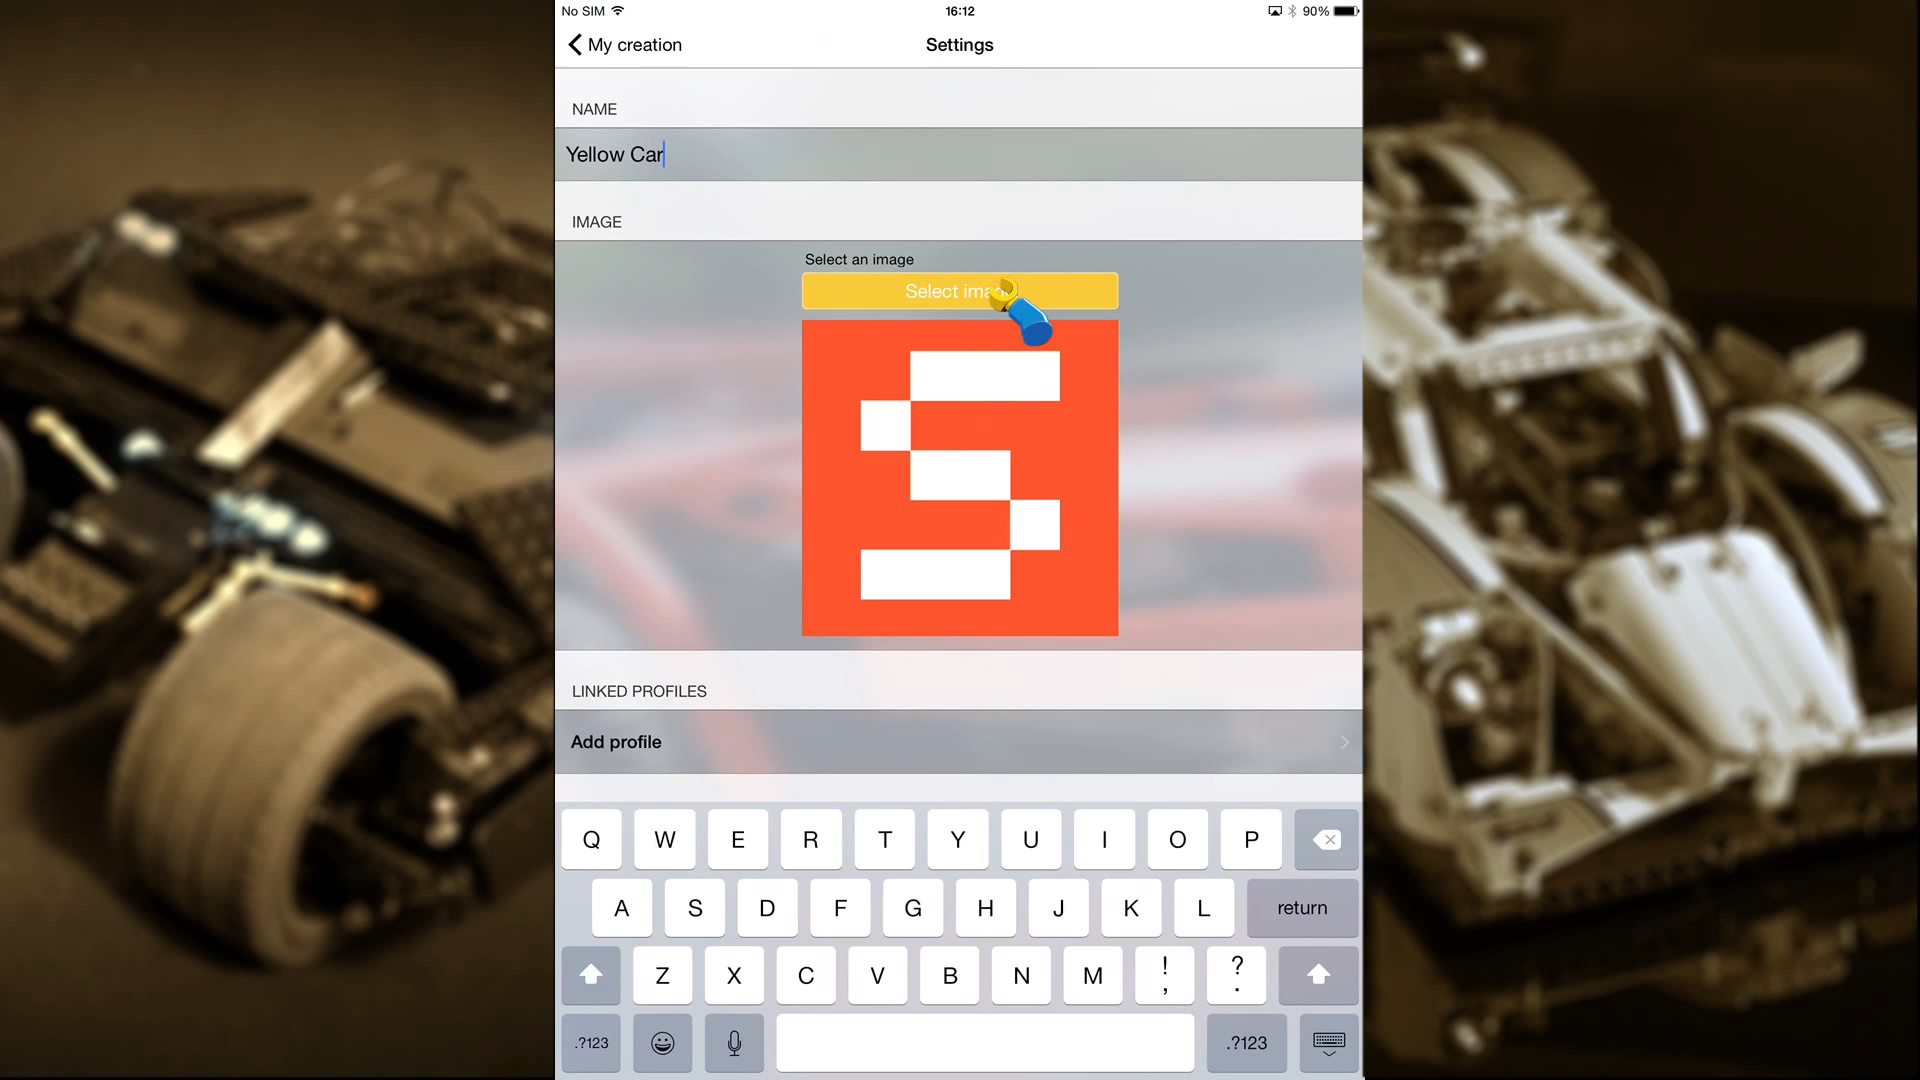 No SIM 16:12 90%
My creation Settings
NAME
Yellow Car
IMAGE
Select an image
Select image
LINKED PROFILES
Add profile
Q W E R T Y U I O P
A S D F G H J K L return
Z X C V B N M ! , ? .
.?123 .?123